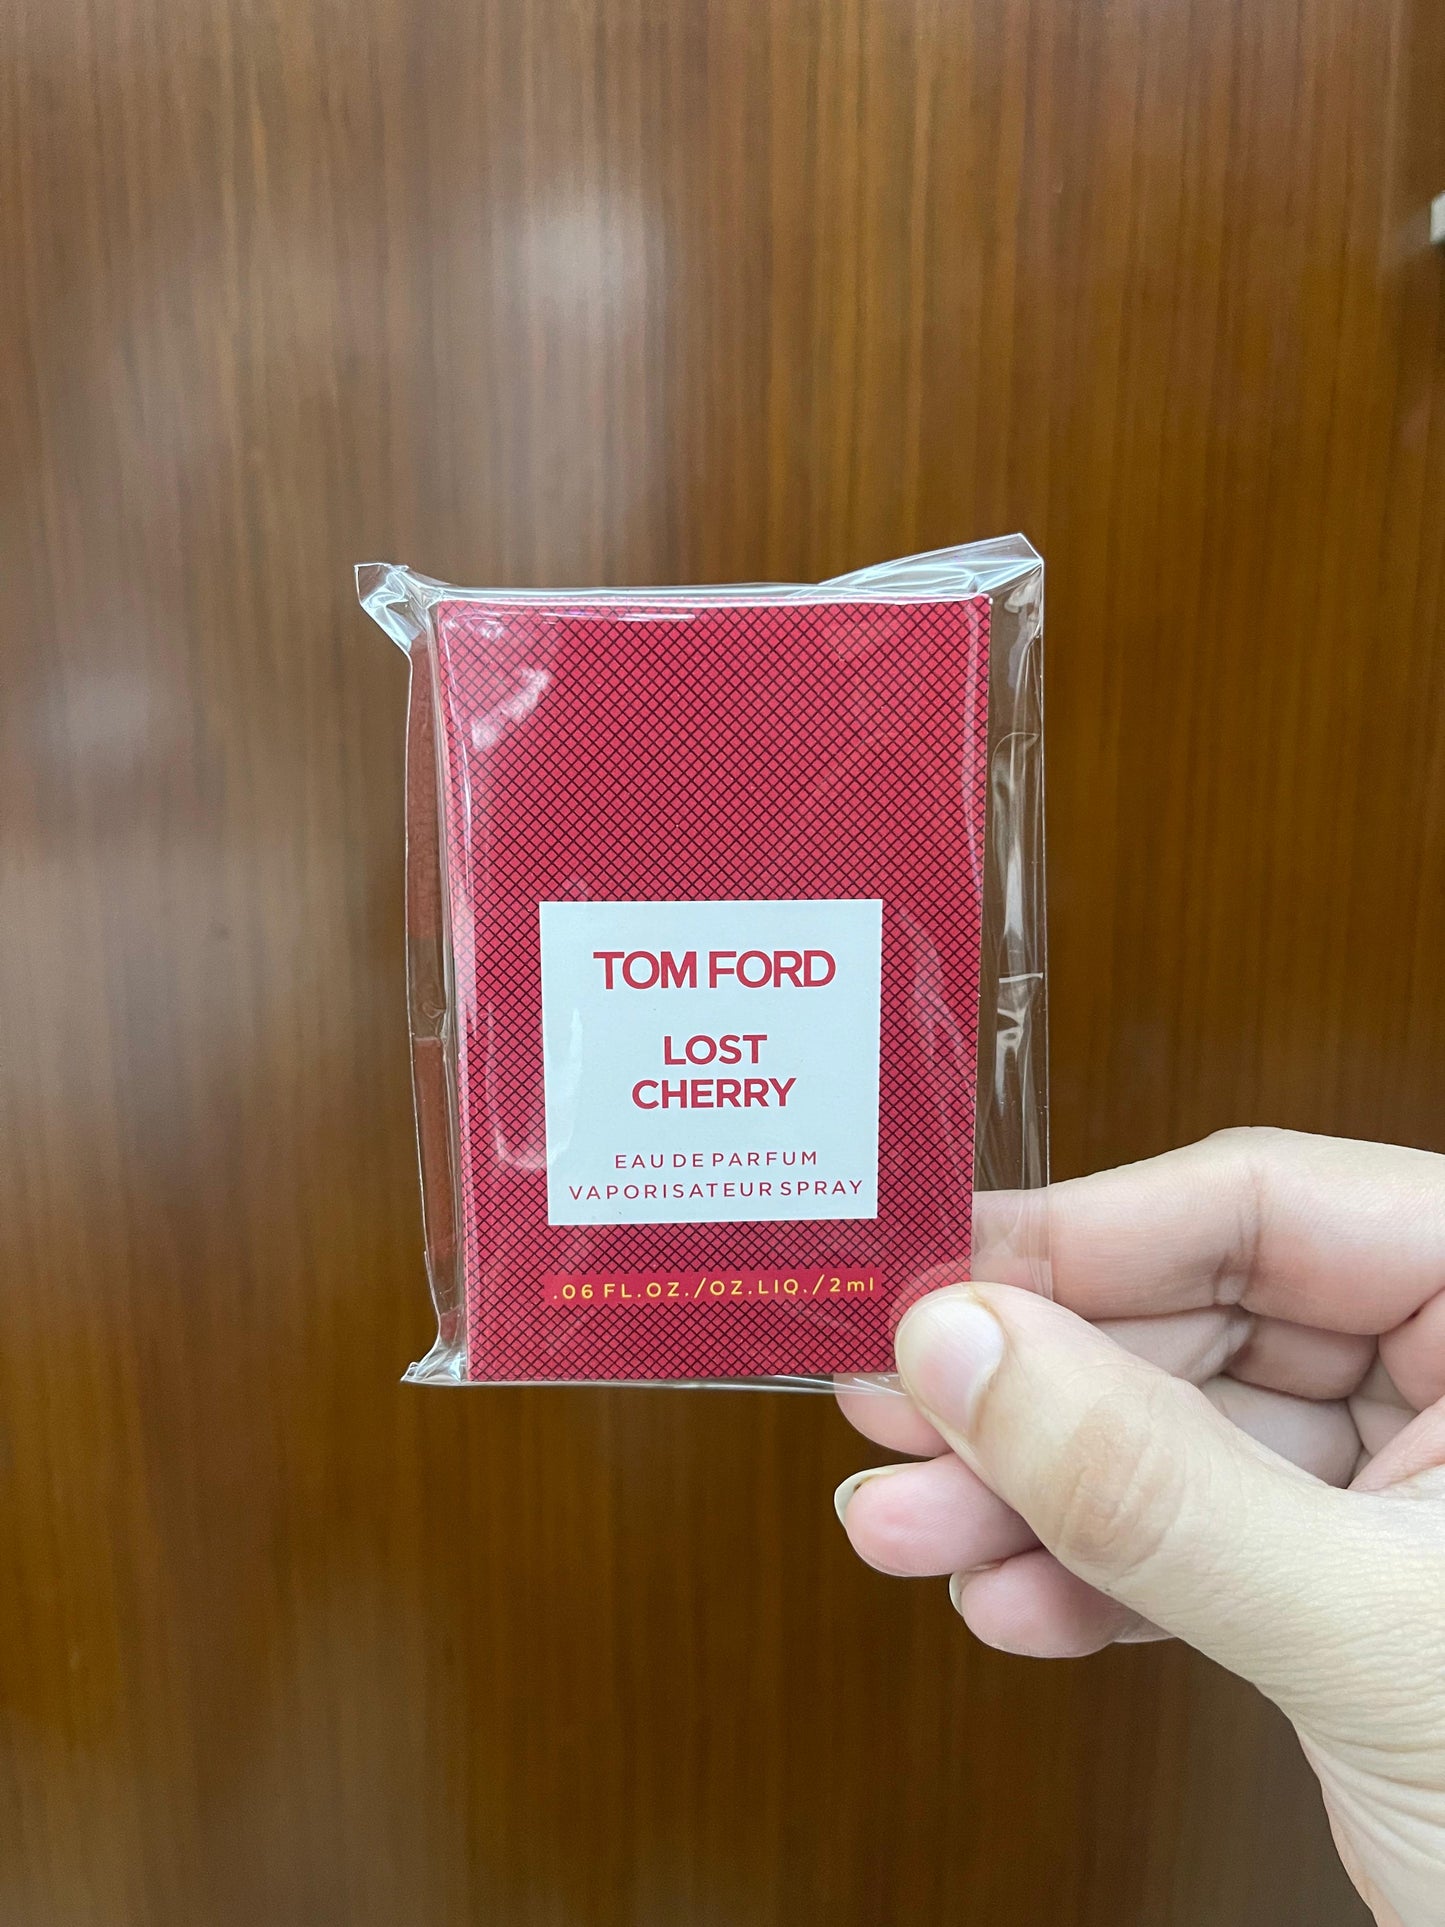 TOM FORD
LOST
CHERRY
EAU DE PARFUM
VAPORISATEUR SPRAY
.06 FL.OZ./OZ.LIQ./2ml